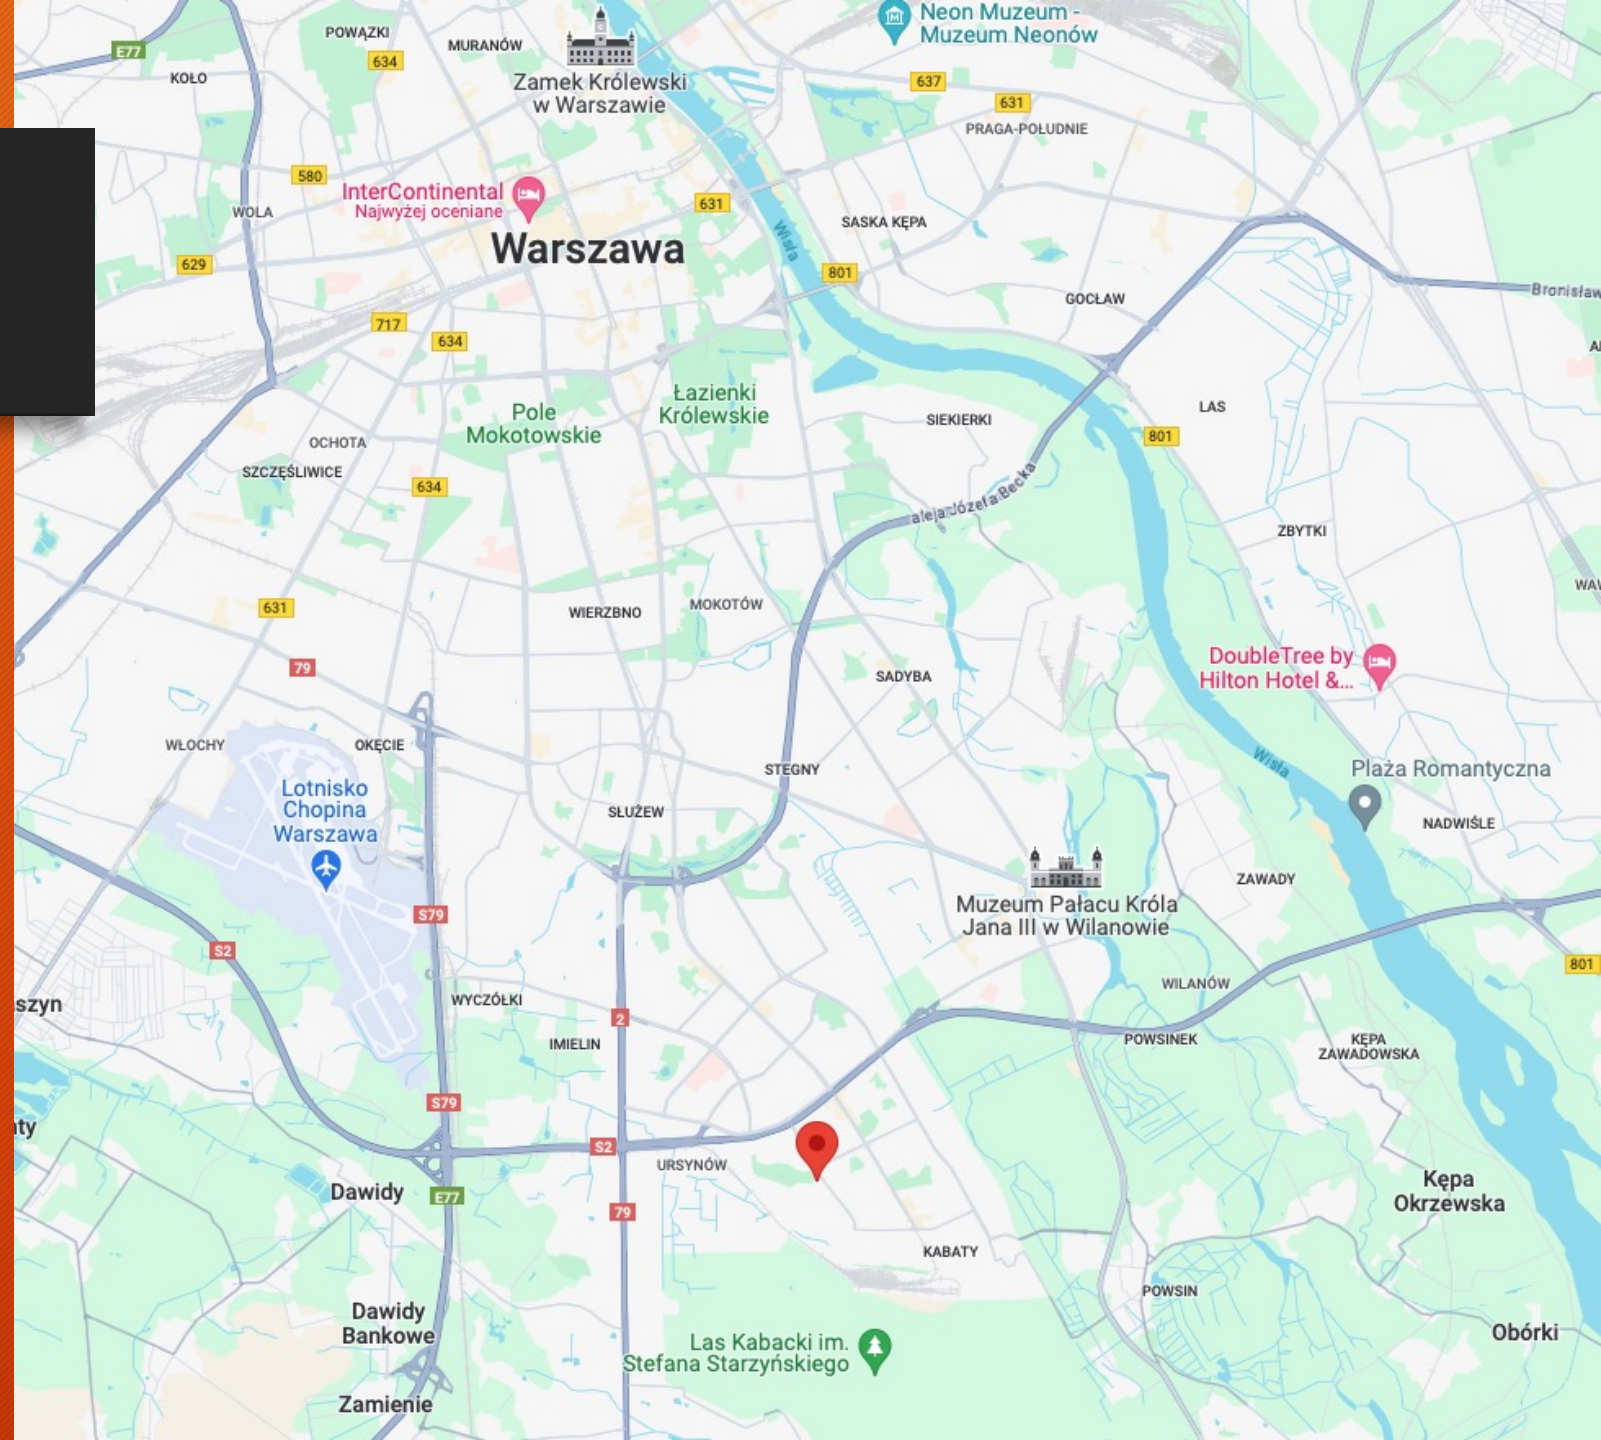 Neon Muzeum -
Muzeum Neonów
POWĄZKI
E77
MURANÓW
634
KOŁO
Zamek Królewski
w Warszawie
637
631
PRAGA-POŁUDNIE
580
InterContinental
Najwyżej oceniane
WOLA
631
SASKA KĘPA
Wisła
Warszawa
629
801
Bronisław
GOCŁAW
717
634
Łazienki
Królewskie
Pole
Mokotowskie
LAS
SIEKIERKI
801
OCHOTA
SZCZĘŚLIWICE
634
aleja Józefa Becka
ZBYTKI
WAW
631
WIERZBNO
MOKOTÓW
79
SADYBA
DoubleTree by
Hilton Hotel &...
WŁOCHY
OKĘCIE
STEGNY
Wisła
Plaża Romantyczna
Lotnisko
Chopina
Warszawa
SŁUŻEW
NADWIŚLE
ZAWADY
Muzeum Pałacu Króla
Jana III w Wilanowie
S79
S2
801
WILANÓW
szyn
WYCZÓŁKI
2
IMIELIN
POWSINEK
KĘPA
ZAWADOWSKA
S79
ty
S2
URSYNÓW
Dawidy
E77
79
Kępa
Okrzewska
KABATY
POWSIN
Dawidy
Bankowe
Obórki
Las Kabacki im.
Stefana Starzyńskiego
Zamienie